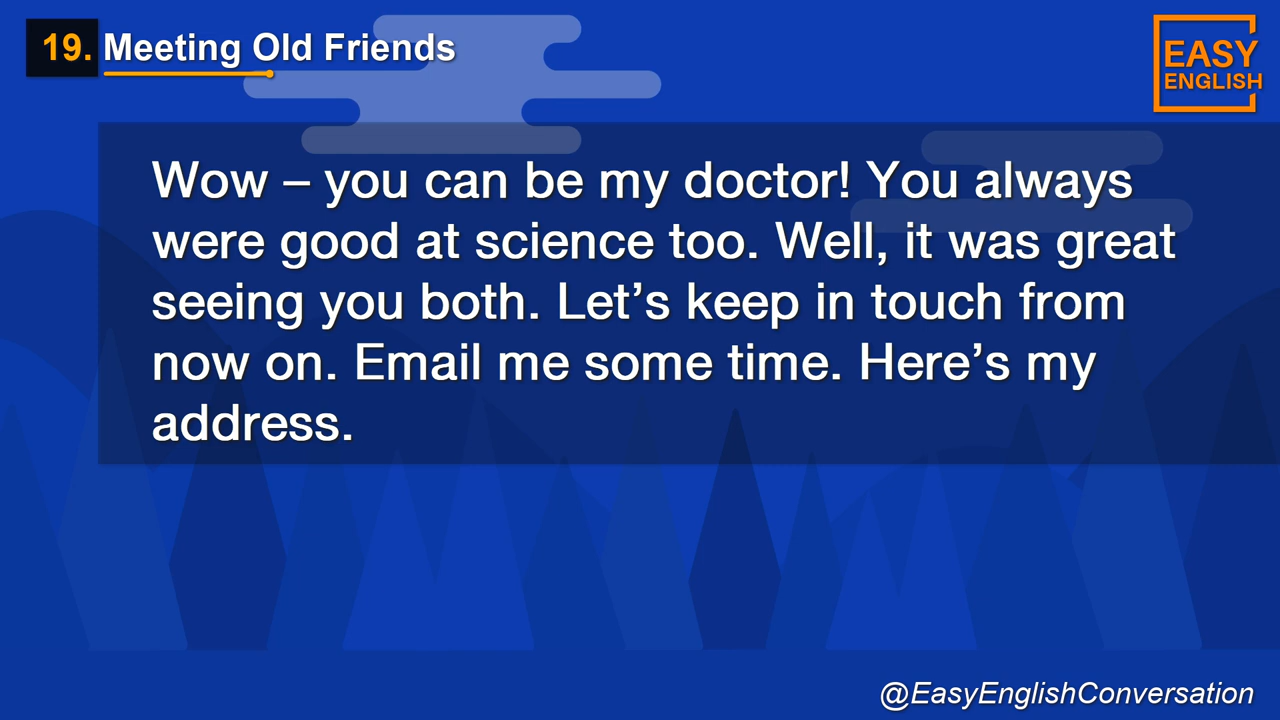 19. Meeting Old Friends
EASY
ENGLISH
Wow – you can be my doctor! You always
were good at science too. Well, it was great
seeing you both. Let’s keep in touch from
now on. Email me some time. Here’s my
address.
@EasyEnglishConversation